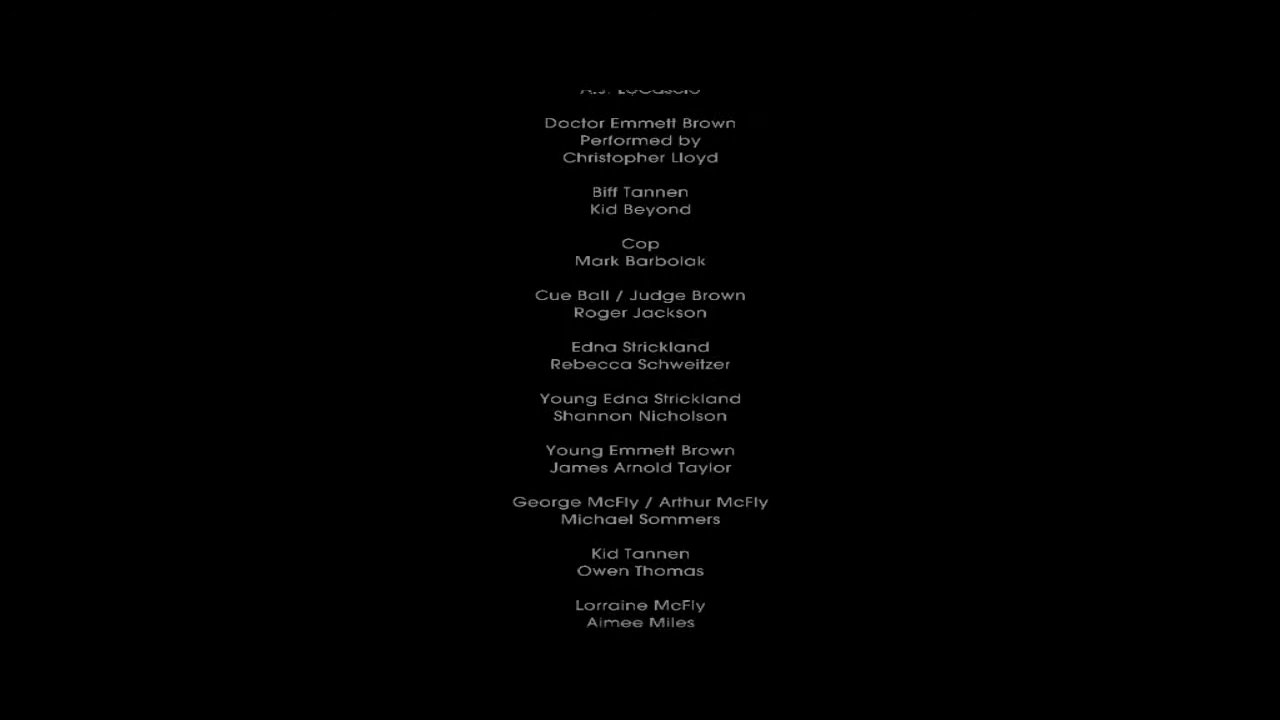 A.J. LoCascio
Doctor Emmett Brown
Performed by
Christopher Lloyd
Biff Tannen
Kid Beyond
Cop
Mark Barbolak
Cue Ball / Judge Brown
Roger Jackson
Edna Strickland
Rebecca Schweitzer
Young Edna Strickland
Shannon Nicholson
Young Emmett Brown
James Arnold Taylor
George McFly / Arthur McFly
Michael Sommers
Kid Tannen
Owen Thomas
Lorraine McFly
Aimee Miles